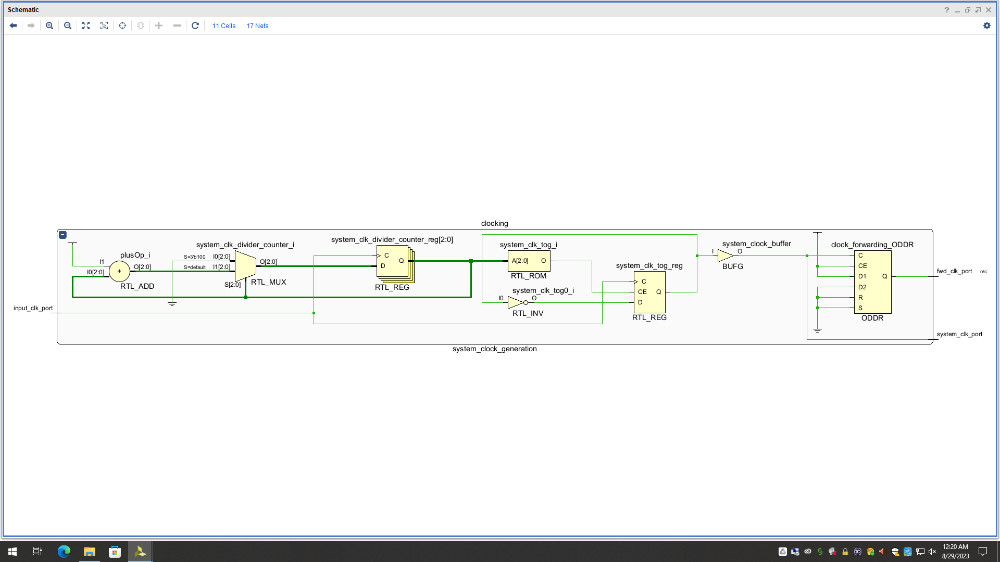 Schematic
11 Cells 17 Nets
clocking
system_clk_divider_counter_reg[2:0]
system_clk_divider_counter_i
system_clk_tog_i
system_clock_buffer
clock_forwarding_ODDR
plusOp_i
I1
I0[2:0]
+
O[2:0]
RTL_ADD
S=3'b100 I0[2:0]
S=default I1[2:0]
S[2:0]
O[2:0]
RTL_MUX
C
D
Q
RTL_REG
A[2:0] O
RTL_ROM
system_clk_tog0_i
I0 O
RTL_INV
system_clk_tog_reg
C
CE Q
D
RTL_REG
I O
BUFG
C
CE
D1 Q
D2
R
S
ODDR
input_clk_port
fwd_clk_port n/c
system_clk_port
system_clock_generation
12:20 AM
8/29/2023